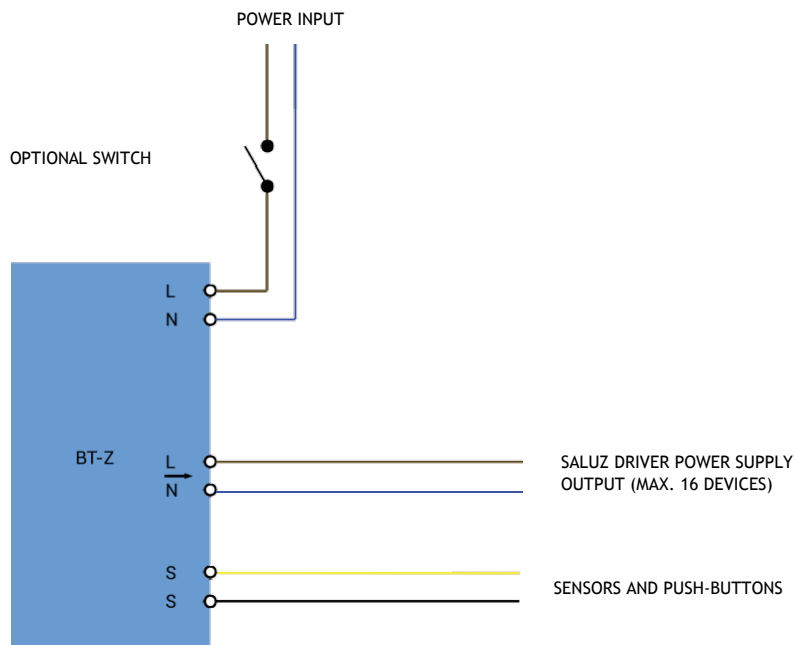 POWER INPUT
OPTIONAL SWITCH
L
N
BT-Z
L
N
SALUZ DRIVER POWER SUPPLY
OUTPUT (MAX. 16 DEVICES)
S
S
SENSORS AND PUSH-BUTTONS